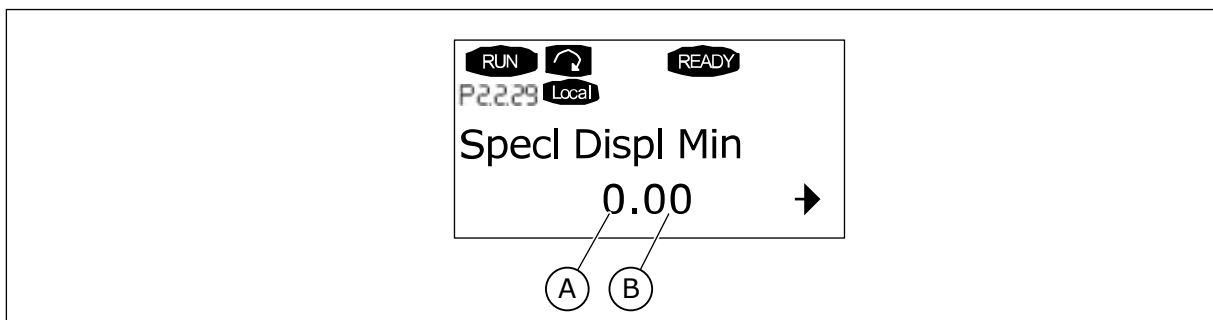 RUN READY
P2.2.29 Local
Specl Displ Min
0.00
A B